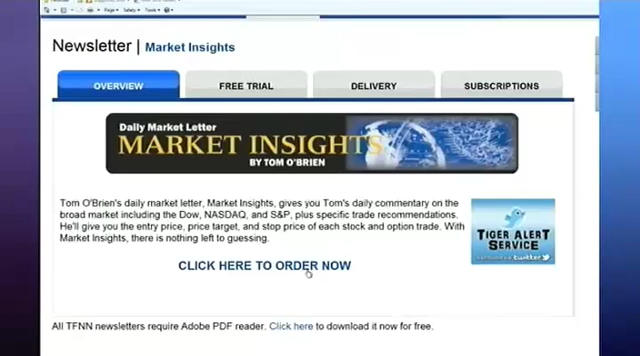 Page Safety Tools
Newsletter | Market Insights
OVERVIEW FREE TRIAL DELIVERY SUBSCRIPTIONS
Daily Market Letter
MARKET INSIGHTS
BY TOM O'BRIEN
Tom O'Brien's daily market letter, Market Insights, gives you Tom's daily commentary on the
broad market including the Dow, NASDAQ, and S&P, plus specific trade recommendations.
He'll give you the entry price, price target, and stop price of each stock and option trade. With
Market Insights, there is nothing left to guessing.
TIGER ALERT
SERVICE
twitter
CLICK HERE TO ORDER NOW
All TFNN newsletters require Adobe PDF reader. Click here to download it now for free.